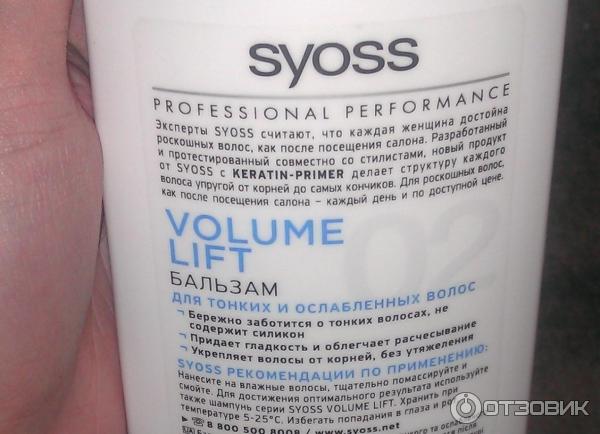 syoss
PROFESSIONAL PERFORMANCE
Эксперты SYOSS считают, что каждая женщина достойна
роскошных волос, как после посещения салона. Разработанный
и протестированный совместно со стилистами, новый продукт
от SYOSS с KERATIN-PRIMER делает структуру каждого
волоса упругой от корней до самых кончиков. Для роскошных волос,
как после посещения салона – каждый день и по доступной цене.
02
VOLUME
LIFT
БАЛЬЗАМ
ДЛЯ ТОНКИХ И ОСЛАБЛЕННЫХ ВОЛОС
¬ Бережно заботится о тонких волосах, не
содержит силикон
¬ Придает гладкость и облегчает расчесывание
¬ Укрепляет волосы от корней, без утяжеления
SYOSS РЕКОМЕНДАЦИИ ПО ПРИМЕНЕНИЮ:
Нанесите на влажные волосы, тщательно помассируйте и
смойте. Для достижения оптимального результата используйте
также шампунь серии SYOSS VOLUME LIFT. Хранить при
температуре 5-25°C. Избегать попадания в глаза и
8 800 500 8008 / www.syoss.net
ОТЗОВИК